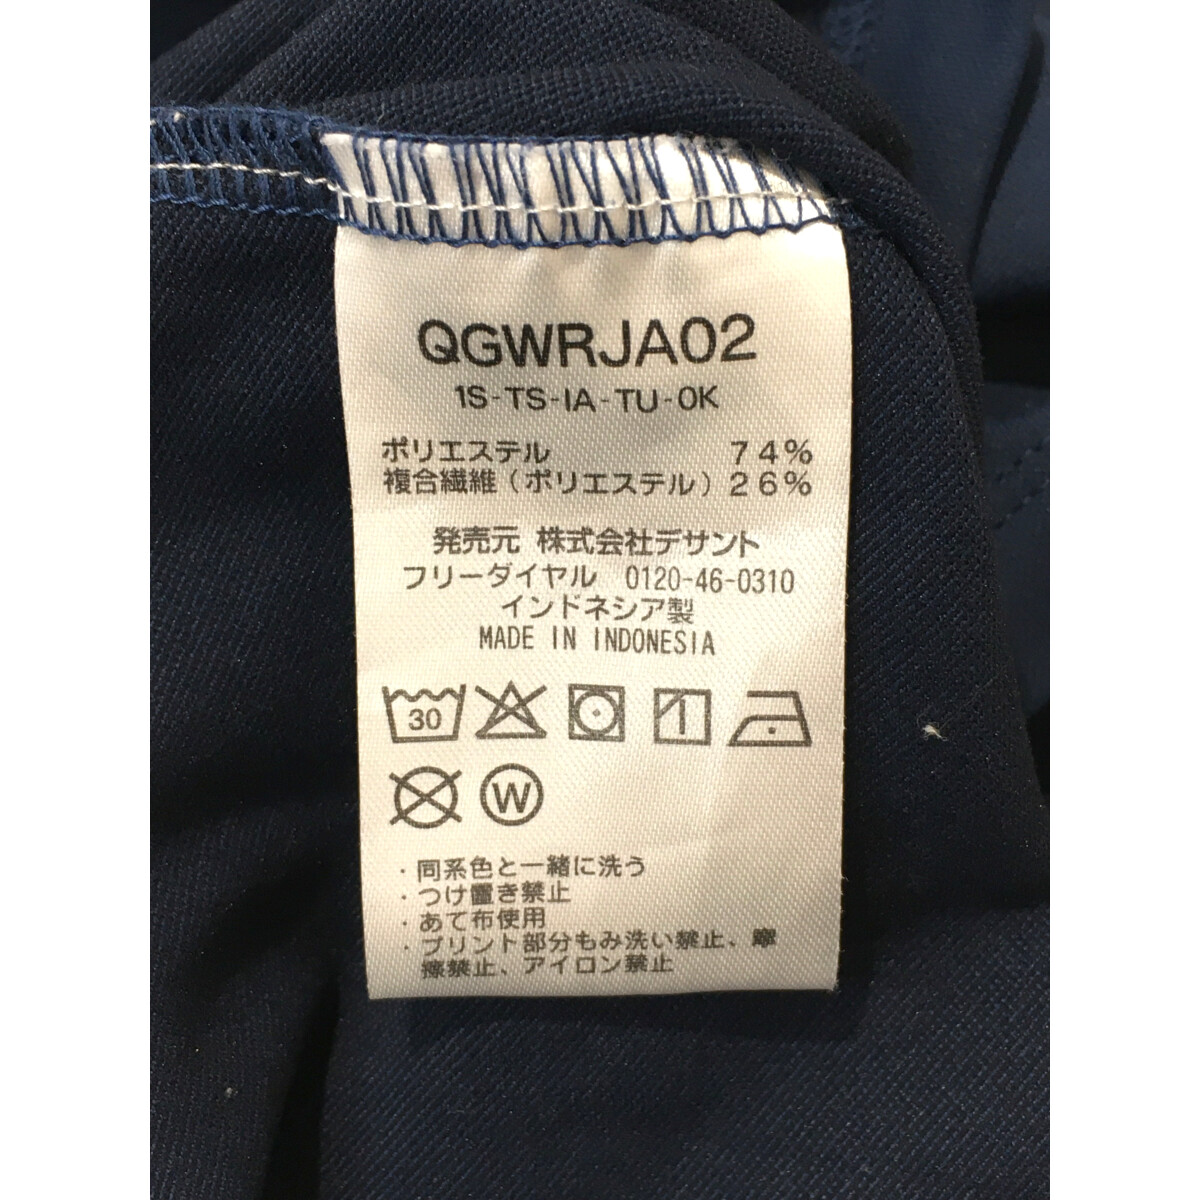 QGWRJA02
1S-TS-IA-TU-OK
ポリエステル 74%
複合繊維(ポリエステル)26%
発売元 株式会社デサント
フリーダイヤル 0120-46-0310
インドネシア製
MADE IN INDONESIA
30
W
・同系色と一緒に洗う
・つけ置き禁止
・あて布使用
・プリント部分もみ洗い禁止、摩
擦禁止、アイロン禁止